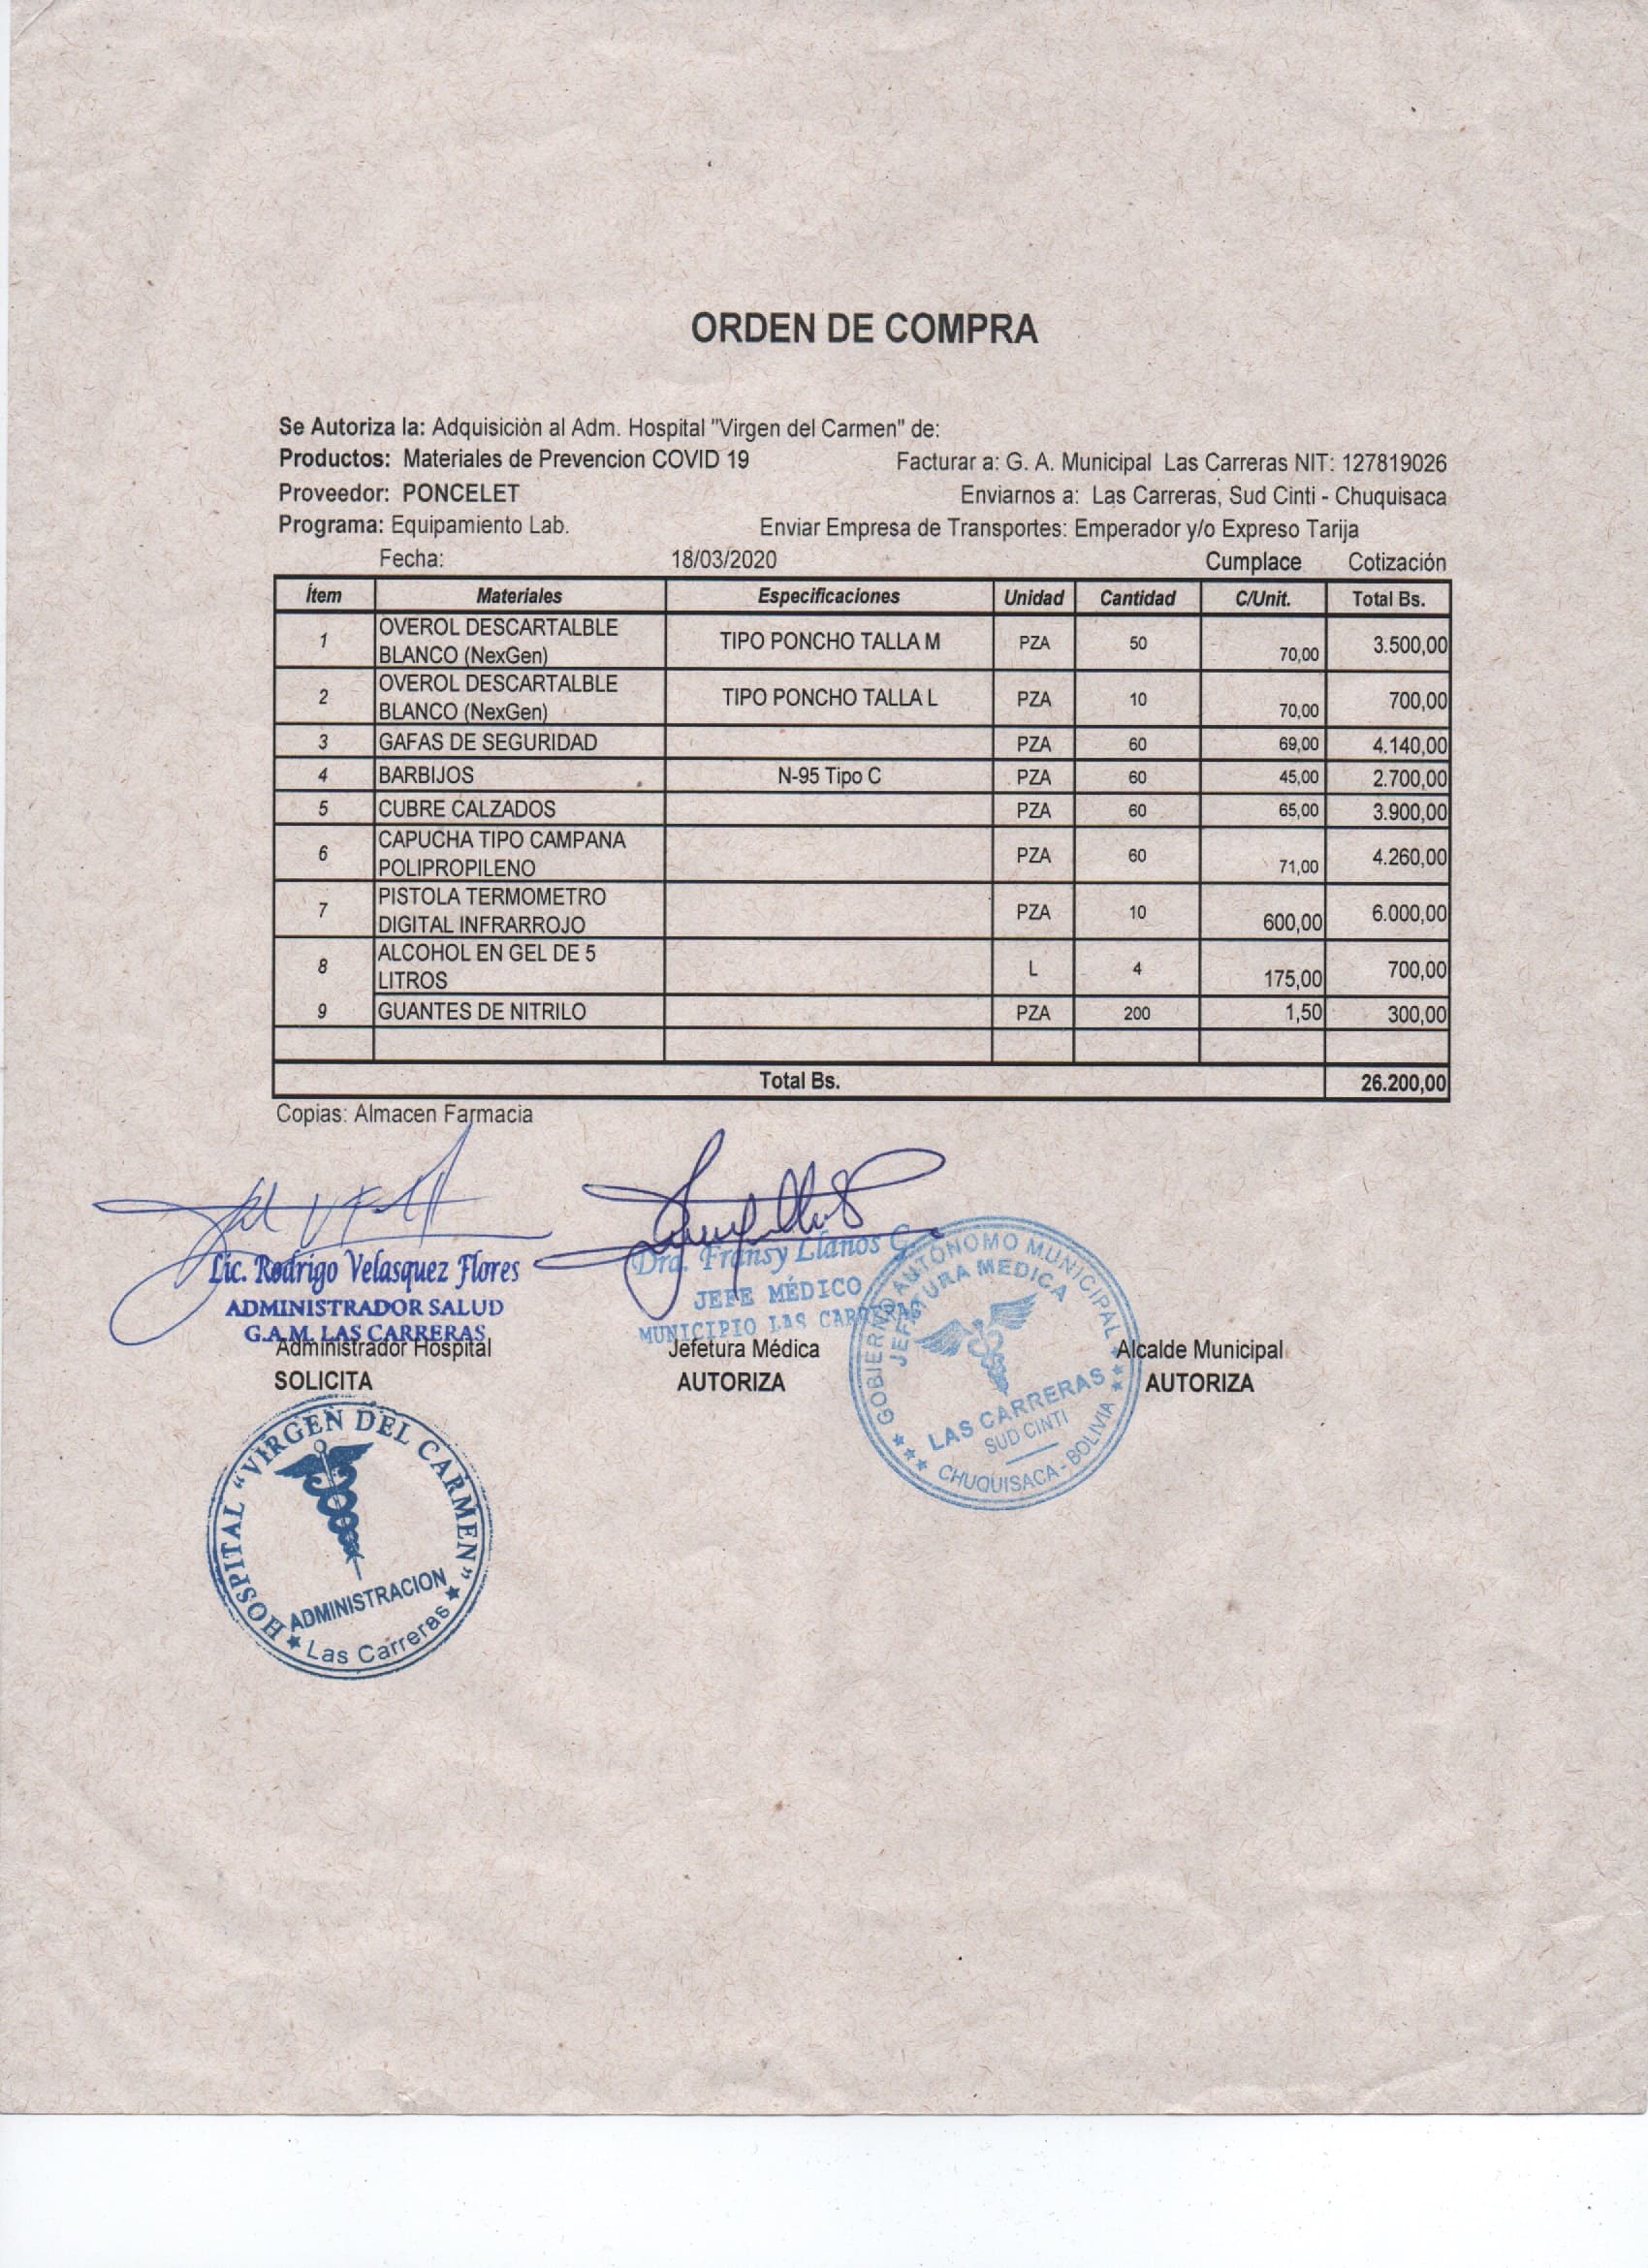 ORDEN DE COMPRA
Se Autoriza la: Adquisiciòn al Adm. Hospital "Virgen del Carmen" de:
Productos: Materiales de Prevencion COVID 19 Facturar a: G. A. Municipal Las Carreras NIT: 127819026
Proveedor: PONCELET Enviarnos a: Las Carreras, Sud Cinti - Chuquisaca
Programa: Equipamiento Lab. Enviar Empresa de Transportes: Emperador y/o Expreso Tarija
Fecha: 18/03/2020 Cumplace Cotización
Ítem Materiales Especificaciones Unidad Cantidad C/Unit. Total Bs.
1 OVEROL DESCARTALBLE BLANCO (NexGen) TIPO PONCHO TALLA M PZA 50 70,00 3.500,00
2 OVEROL DESCARTALBLE BLANCO (NexGen) TIPO PONCHO TALLA L PZA 10 70,00 700,00
3 GAFAS DE SEGURIDAD PZA 60 69,00 4.140,00
4 BARBIJOS N-95 Tipo C PZA 60 45,00 2.700,00
5 CUBRE CALZADOS PZA 60 65,00 3.900,00
6 CAPUCHA TIPO CAMPANA POLIPROPILENO PZA 60 71,00 4.260,00
7 PISTOLA TERMOMETRO DIGITAL INFRARROJO PZA 10 600,00 6.000,00
8 ALCOHOL EN GEL DE 5 LITROS L 4 175,00 700,00
9 GUANTES DE NITRILO PZA 200 1,50 300,00
Total Bs. 26.200,00
Copias: Almacen Farmacia
Lic. Rodrigo Velasquez Flores
ADMINISTRADOR SALUD
G.A.M. LAS CARRERAS
Administrador Hospital
SOLICITA
Dra. Fransy Llanos C.
JEFE MÉDICO
MUNICIPIO LAS CARRERAS
Jefetura Médica
AUTORIZA
Alcalde Municipal
AUTORIZA
GOBIERNO AUTÓNOMO MUNICIPAL
JEFATURA MEDICA
LAS CARRERAS
SUD CINTI
CHUQUISACA - BOLIVIA
HOSPITAL "VIRGEN DEL CARMEN"
ADMINISTRACION
Las Carreras